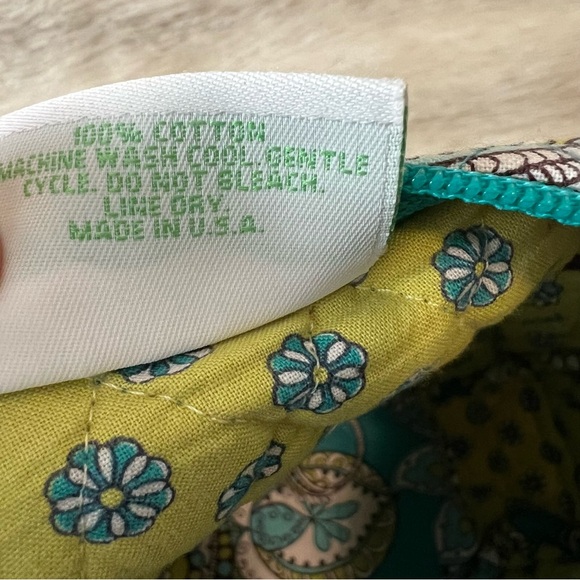 100% COTTON
MACHINE WASH COOL. GENTLE
CYCLE. DO NOT BLEACH.
LINE DRY.
MADE IN U.S.A.